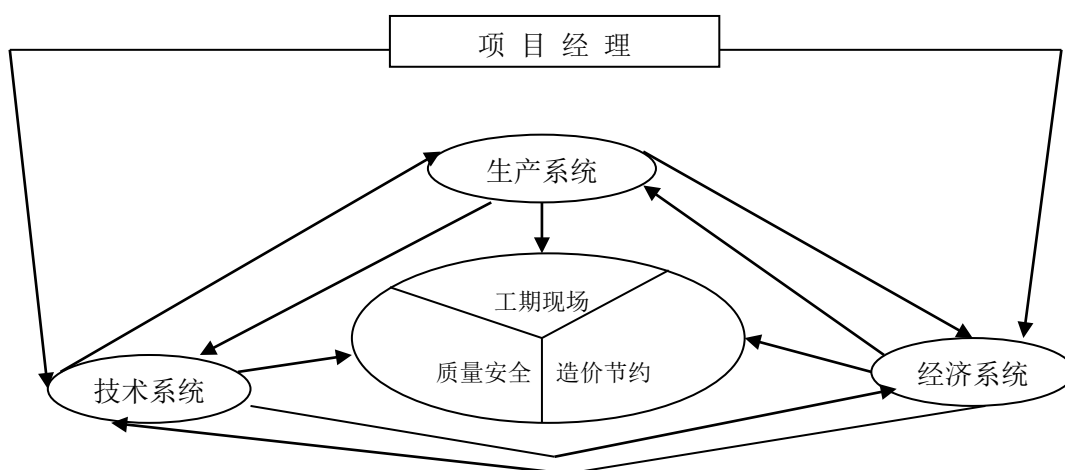 项 目 经 理
生产系统
工期现场
质量安全
造价节约
技术系统
经济系统